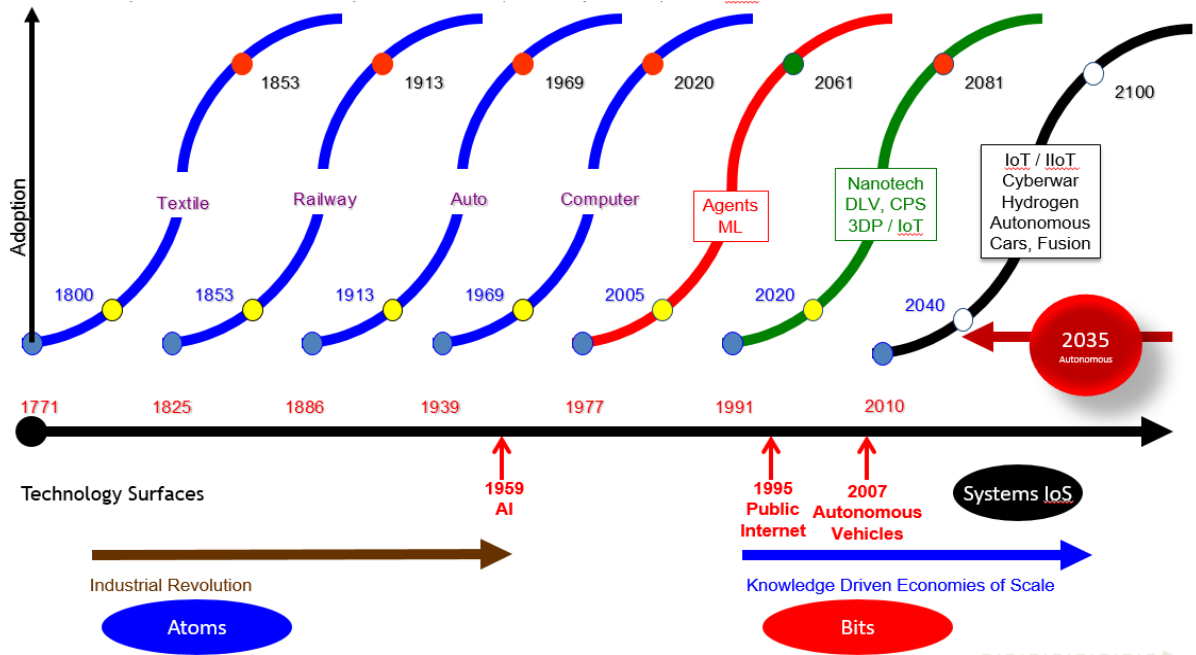 1853
1913
1969
2020
2061
2081
2100
Adoption
Textile
Railway
Auto
Computer
Agents
ML
Nanotech
DLV, CPS
3DP / IoT
IoT / IIoT
Cyberwar
Hydrogen
Autonomous
Cars, Fusion
1800
1853
1913
1969
2005
2020
2040
2035
Autonomous
1771
1825
1886
1939
1977
1991
2010
Technology Surfaces
1959
AI
1995
Public
Internet
2007
Autonomous
Vehicles
Systems IoS
Industrial Revolution
Knowledge Driven Economies of Scale
Atoms
Bits